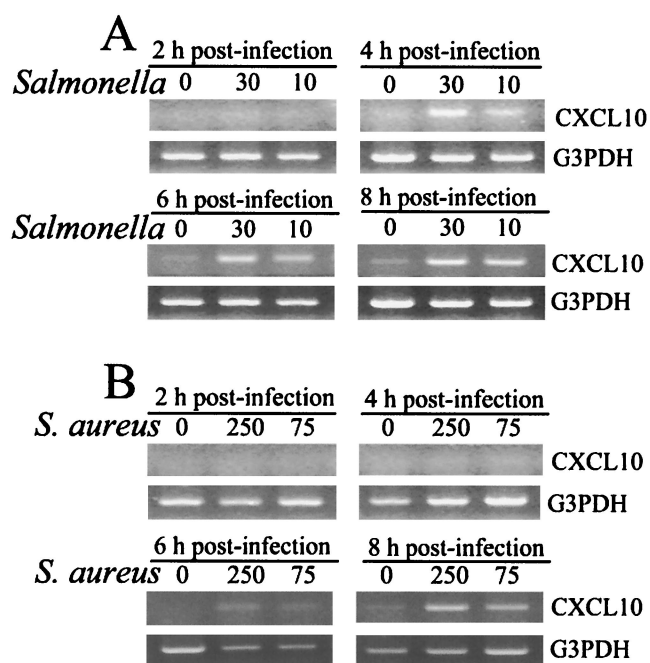 A
2 h post-infection 4 h post-infection
Salmonella 0 30 10 0 30 10
CXCL10
G3PDH
6 h post-infection 8 h post-infection
Salmonella 0 30 10 0 30 10
CXCL10
G3PDH
B
2 h post-infection 4 h post-infection
S. aureus 0 250 75 0 250 75
CXCL10
G3PDH
6 h post-infection 8 h post-infection
S. aureus 0 250 75 0 250 75
CXCL10
G3PDH